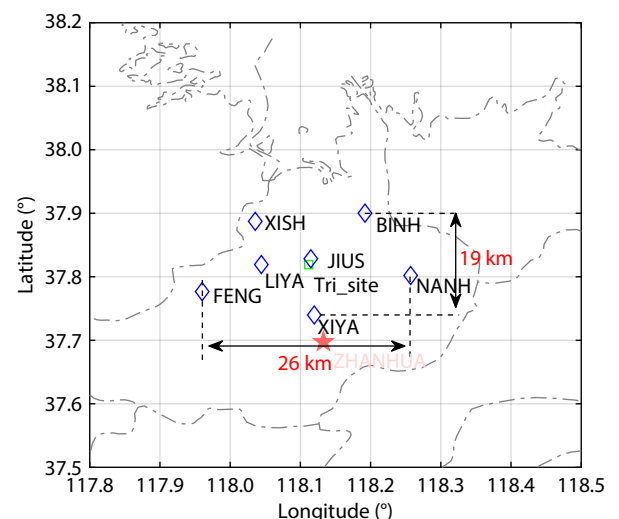 38.2
38.1
38.0
37.9
37.8
37.7
37.6
37.5
Latitude (°)
XISH
BINH
JIUS
19 km
LIYA
Tri_site
NANH
FENG
XIYA
ZHANHUA
26 km
117.8 117.9 118.0 118.1 118.2 118.3 118.4 118.5
Longitude (°)